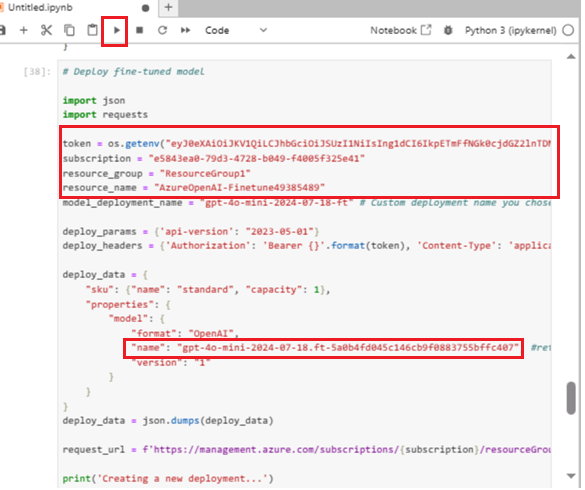 Untitled.ipynb
Code
Notebook
Python 3 (ipykernel)
}
[38]:
# Deploy fine-tuned model
import json
import requests
token = os.getenv("eyJ0eXAiOiJKV1QiLCJhbGciOiJSUzI1NiIsIng1dCI6IkpETmFfNGk0cjdGZ2lnTDN
subscription = "e5843ea0-79d3-4728-b049-f4005f325e41"
resource_group = "ResourceGroup1"
resource_name = "AzureOpenAI-Finetune49385489"
model_deployment_name = "gpt-4o-mini-2024-07-18-ft" # Custom deployment name you chose
deploy_params = {'api-version': "2023-05-01"}
deploy_headers = {'Authorization': 'Bearer {}'.format(token), 'Content-Type': 'applica
deploy_data = {
"sku": {"name": "standard", "capacity": 1},
"properties": {
"model": {
"format": "OpenAI",
"name": "gpt-4o-mini-2024-07-18.ft-5a0b4fd045c146cb9f0883755bffc407" #ret
"version": "1"
}
}
}
deploy_data = json.dumps(deploy_data)
request_url = f'https://management.azure.com/subscriptions/{subscription}/resourceGrou
print('Creating a new deployment...')